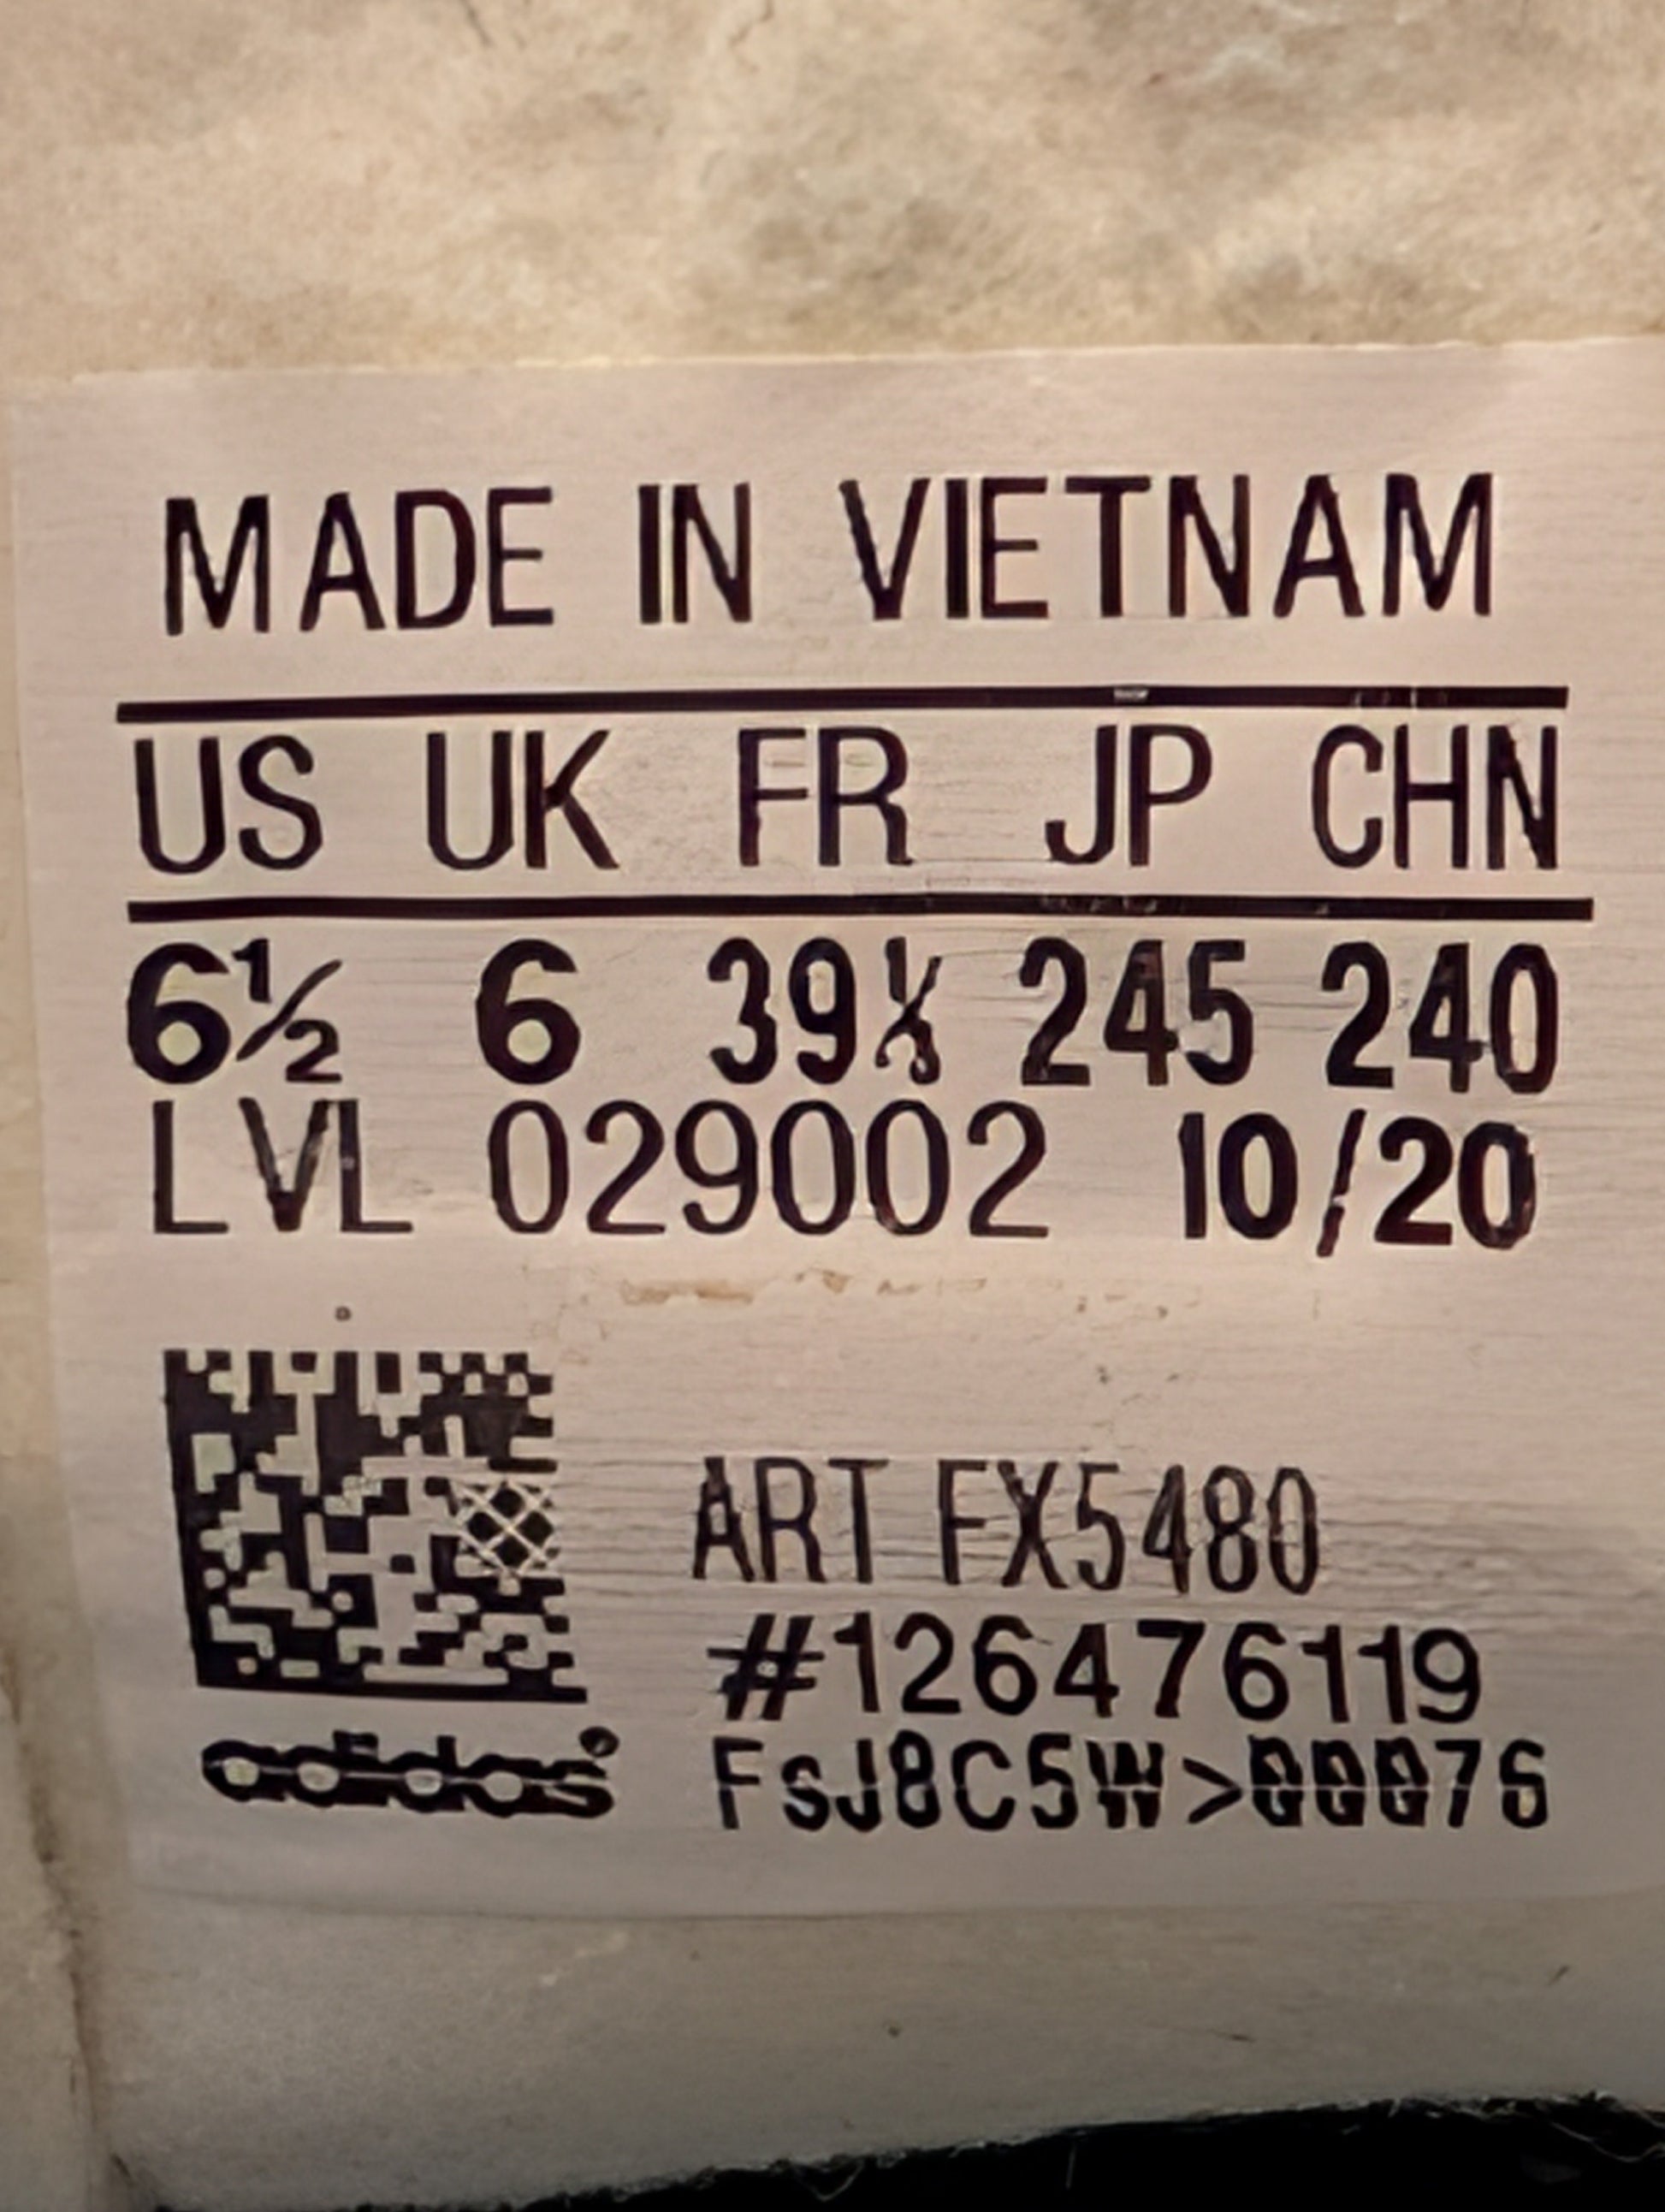 MADE IN VIETNAM
US UK FR JP CHN
6½ 6 39⅓ 245 240
LVL 029002 10/20
ART FX5480
#126476119
adidas